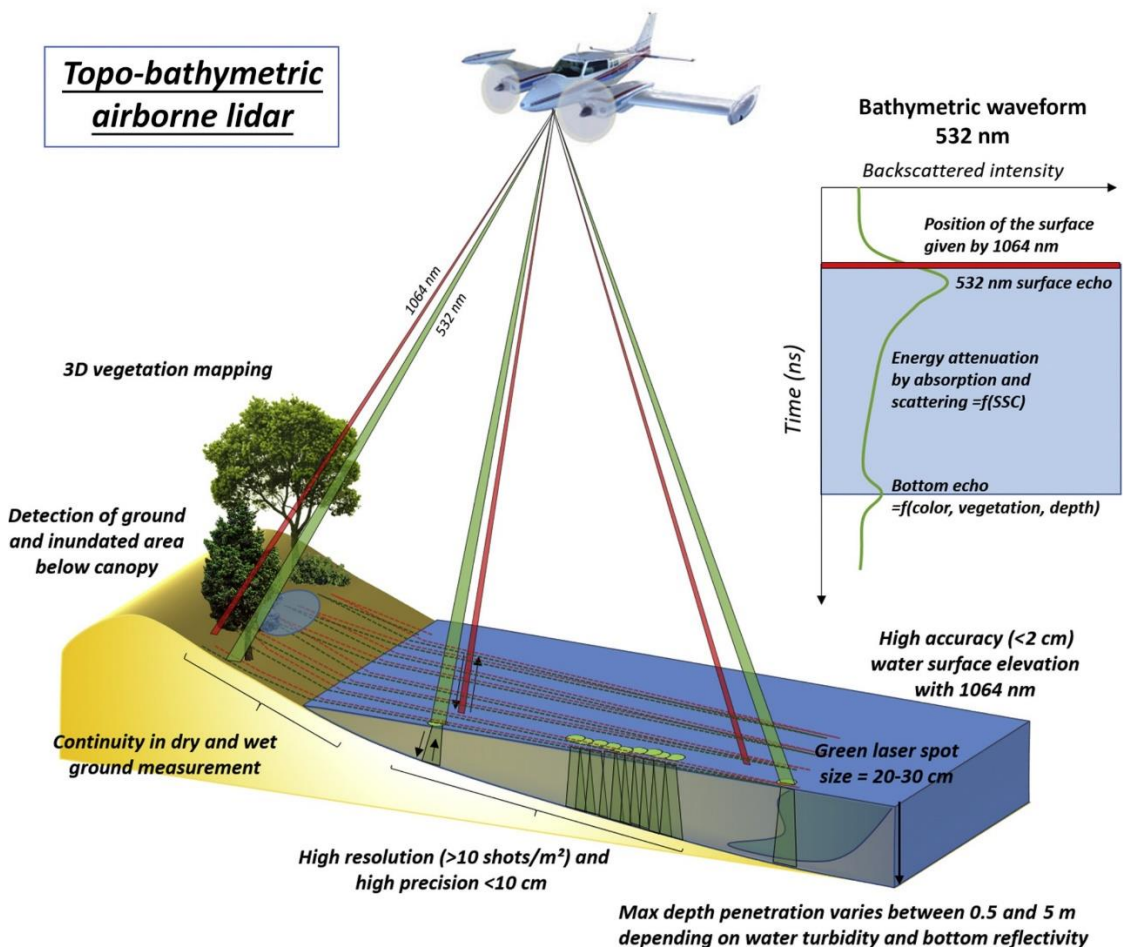 Topo-bathymetric
airborne lidar
Bathymetric waveform
532 nm
Backscattered intensity
Position of the surface
given by 1064 nm
532 nm surface echo
Energy attenuation
by absorption and
scattering =f(SSC)
Time (ns)
Bottom echo
=f(color, vegetation, depth)
1064 nm
532 nm
3D vegetation mapping
Detection of ground
and inundated area
below canopy
High accuracy (<2 cm)
water surface elevation
with 1064 nm
Continuity in dry and wet
ground measurement
Green laser spot
size = 20-30 cm
High resolution (>10 shots/m²) and
high precision <10 cm
Max depth penetration varies between 0.5 and 5 m
depending on water turbidity and bottom reflectivity